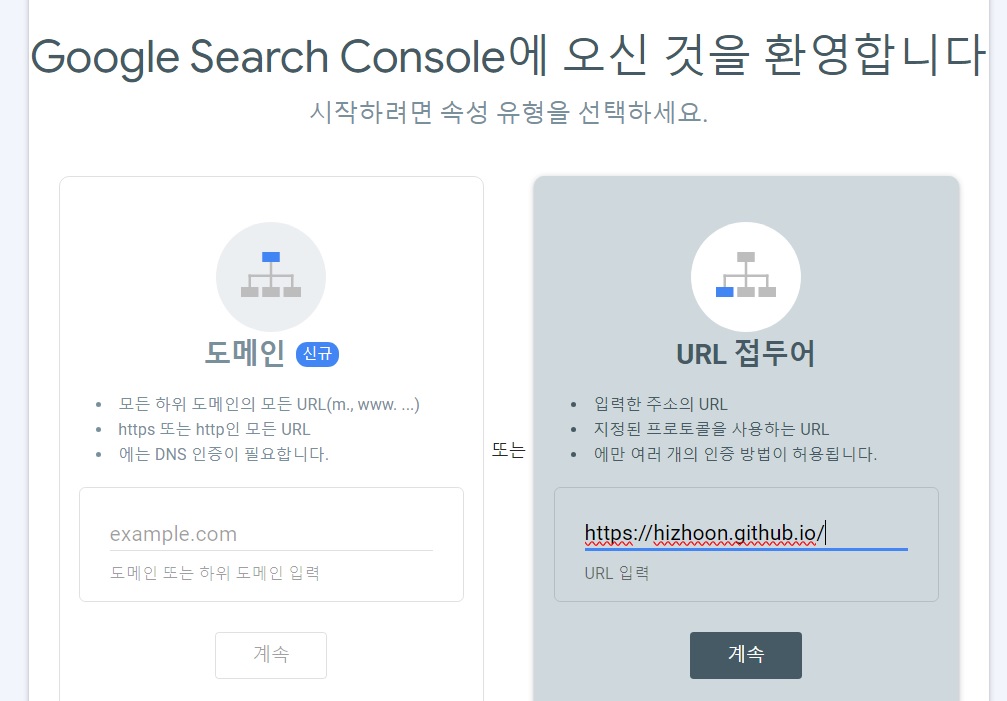 Google Search Console에 오신 것을 환영합니다
시작하려면 속성 유형을 선택하세요.
도메인 신규
• 모든 하위 도메인의 모든 URL(m., www. ...)
• https 또는 http인 모든 URL
• 에는 DNS 인증이 필요합니다.
example.com
도메인 또는 하위 도메인 입력
계속
또는
URL 접두어
• 입력한 주소의 URL
• 지정된 프로토콜을 사용하는 URL
• 에만 여러 개의 인증 방법이 허용됩니다.
https://hizhoon.github.io/
URL 입력
계속